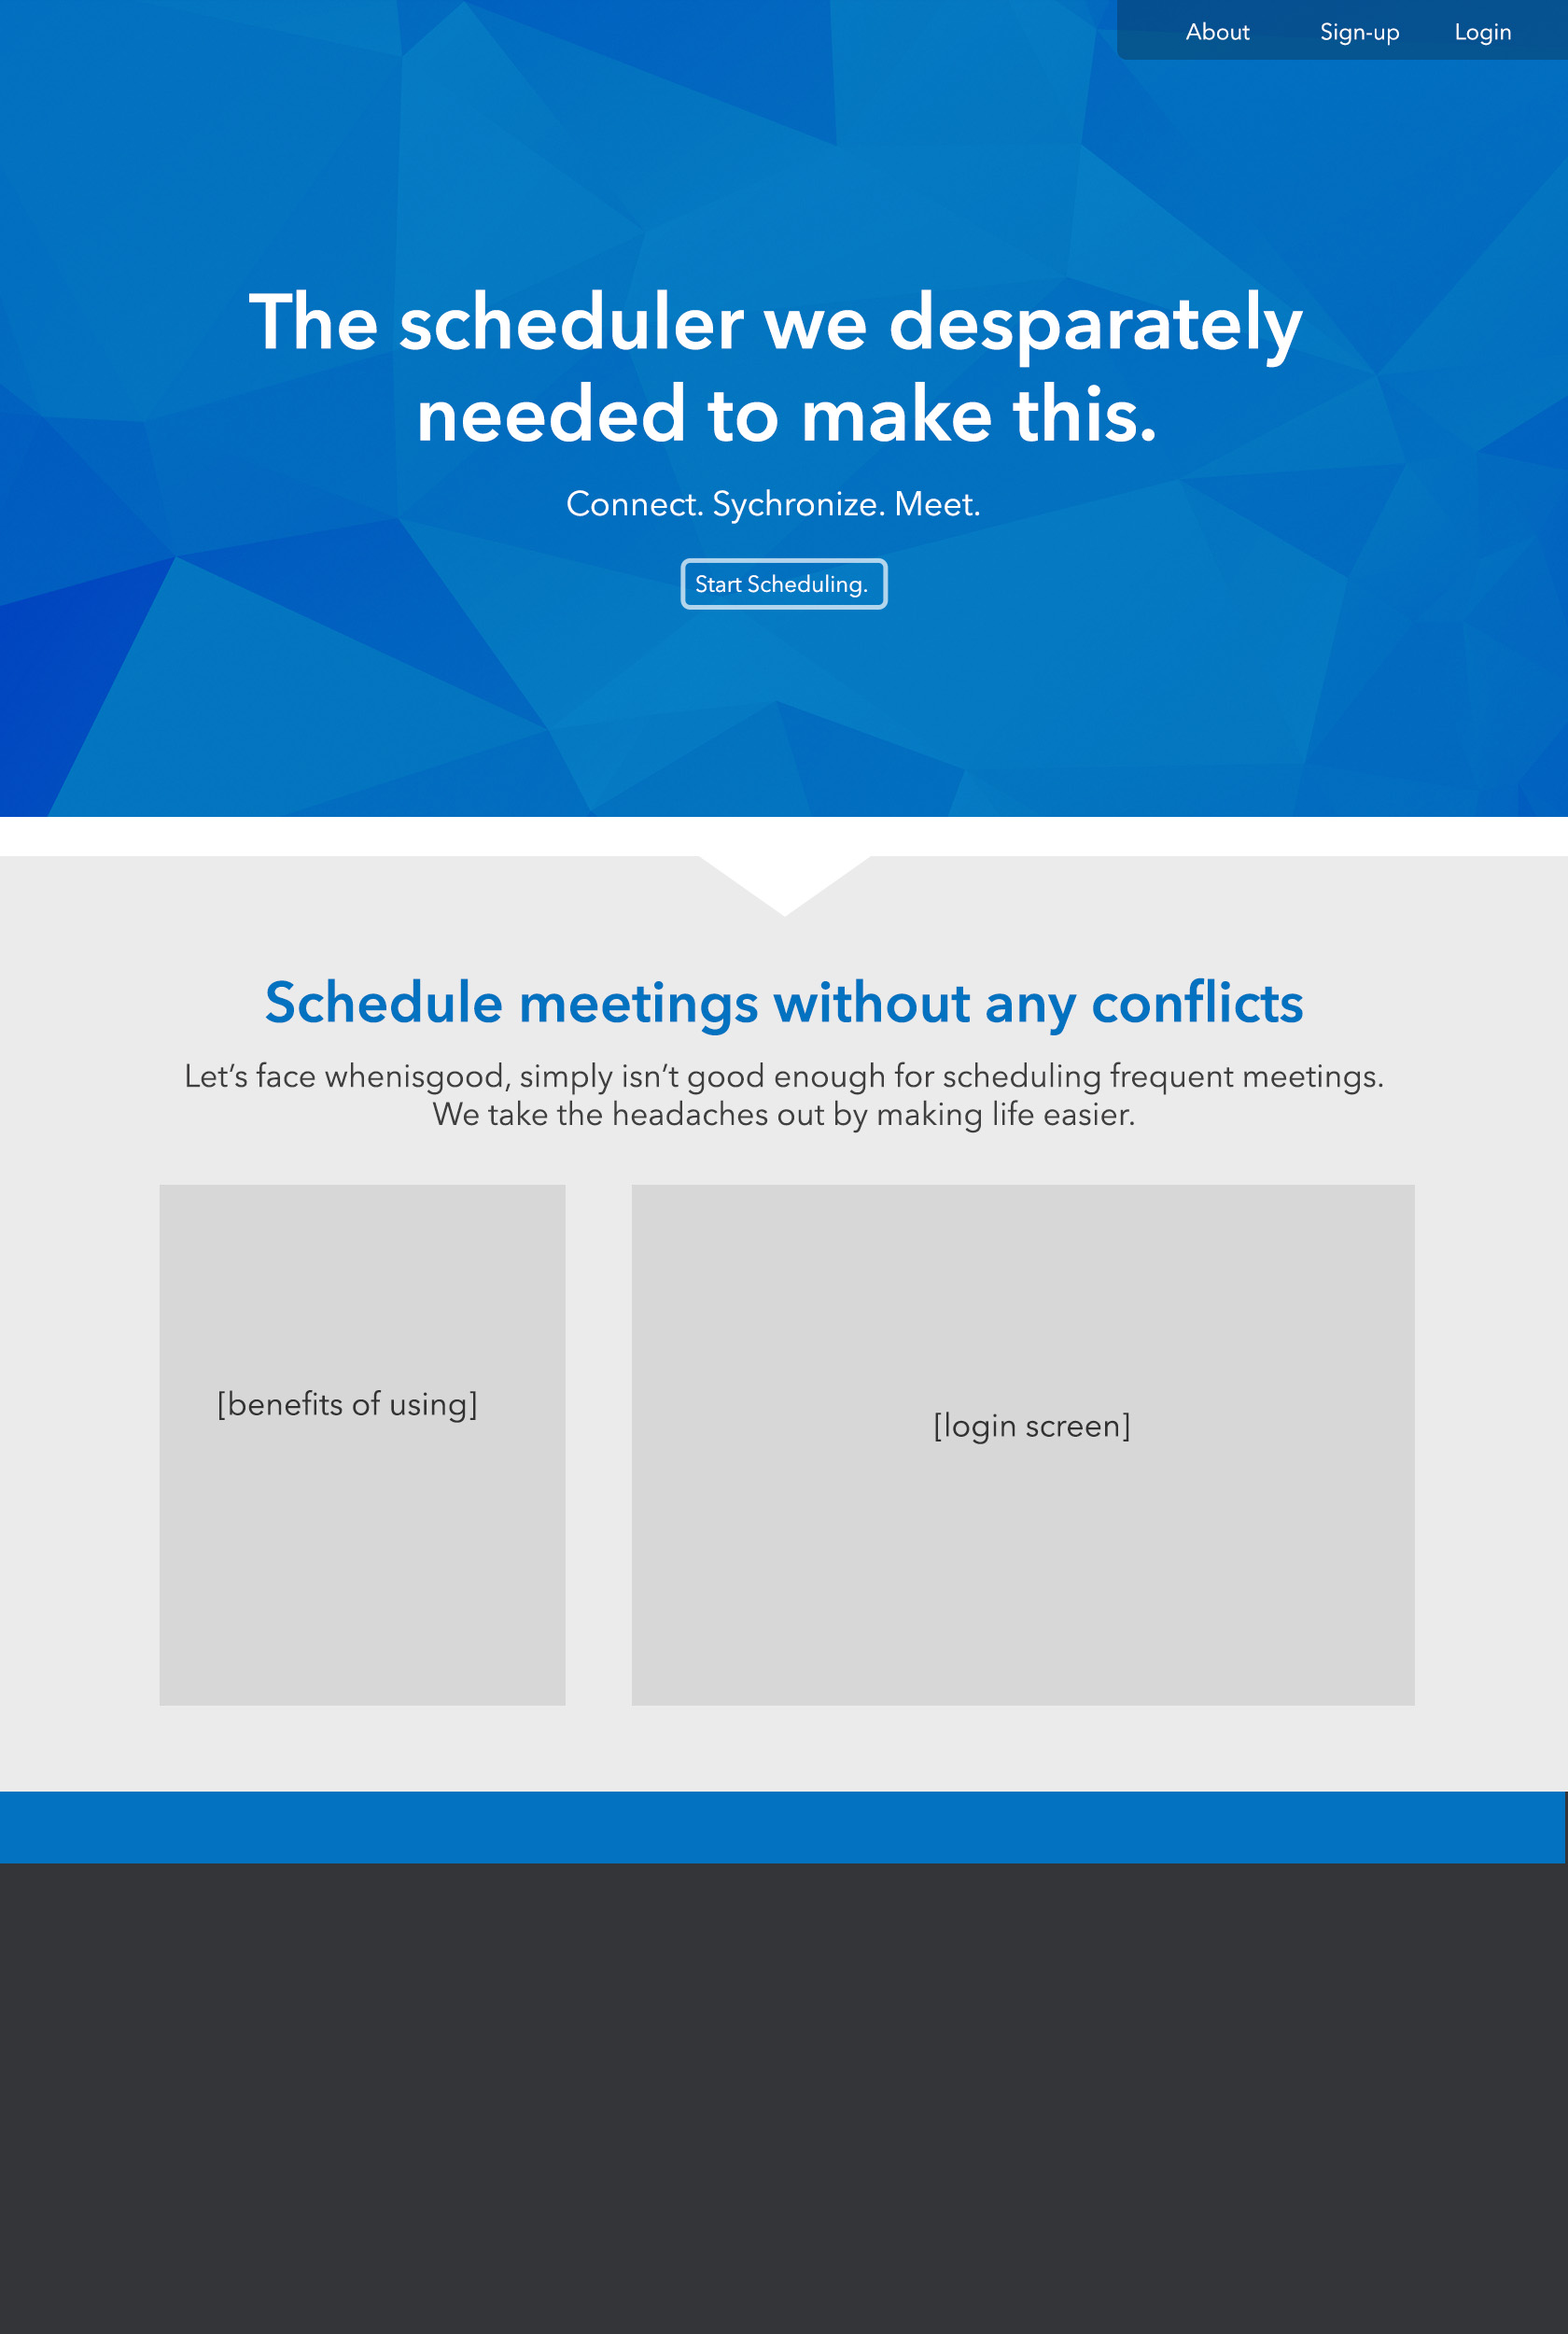 About Sign-up Login
The scheduler we desparately
needed to make this.
Connect. Sychronize. Meet.
Start Scheduling.
Schedule meetings without any conflicts
Let’s face whenisgood, simply isn’t good enough for scheduling frequent meetings.
We take the headaches out by making life easier.
[benefits of using]
[login screen]